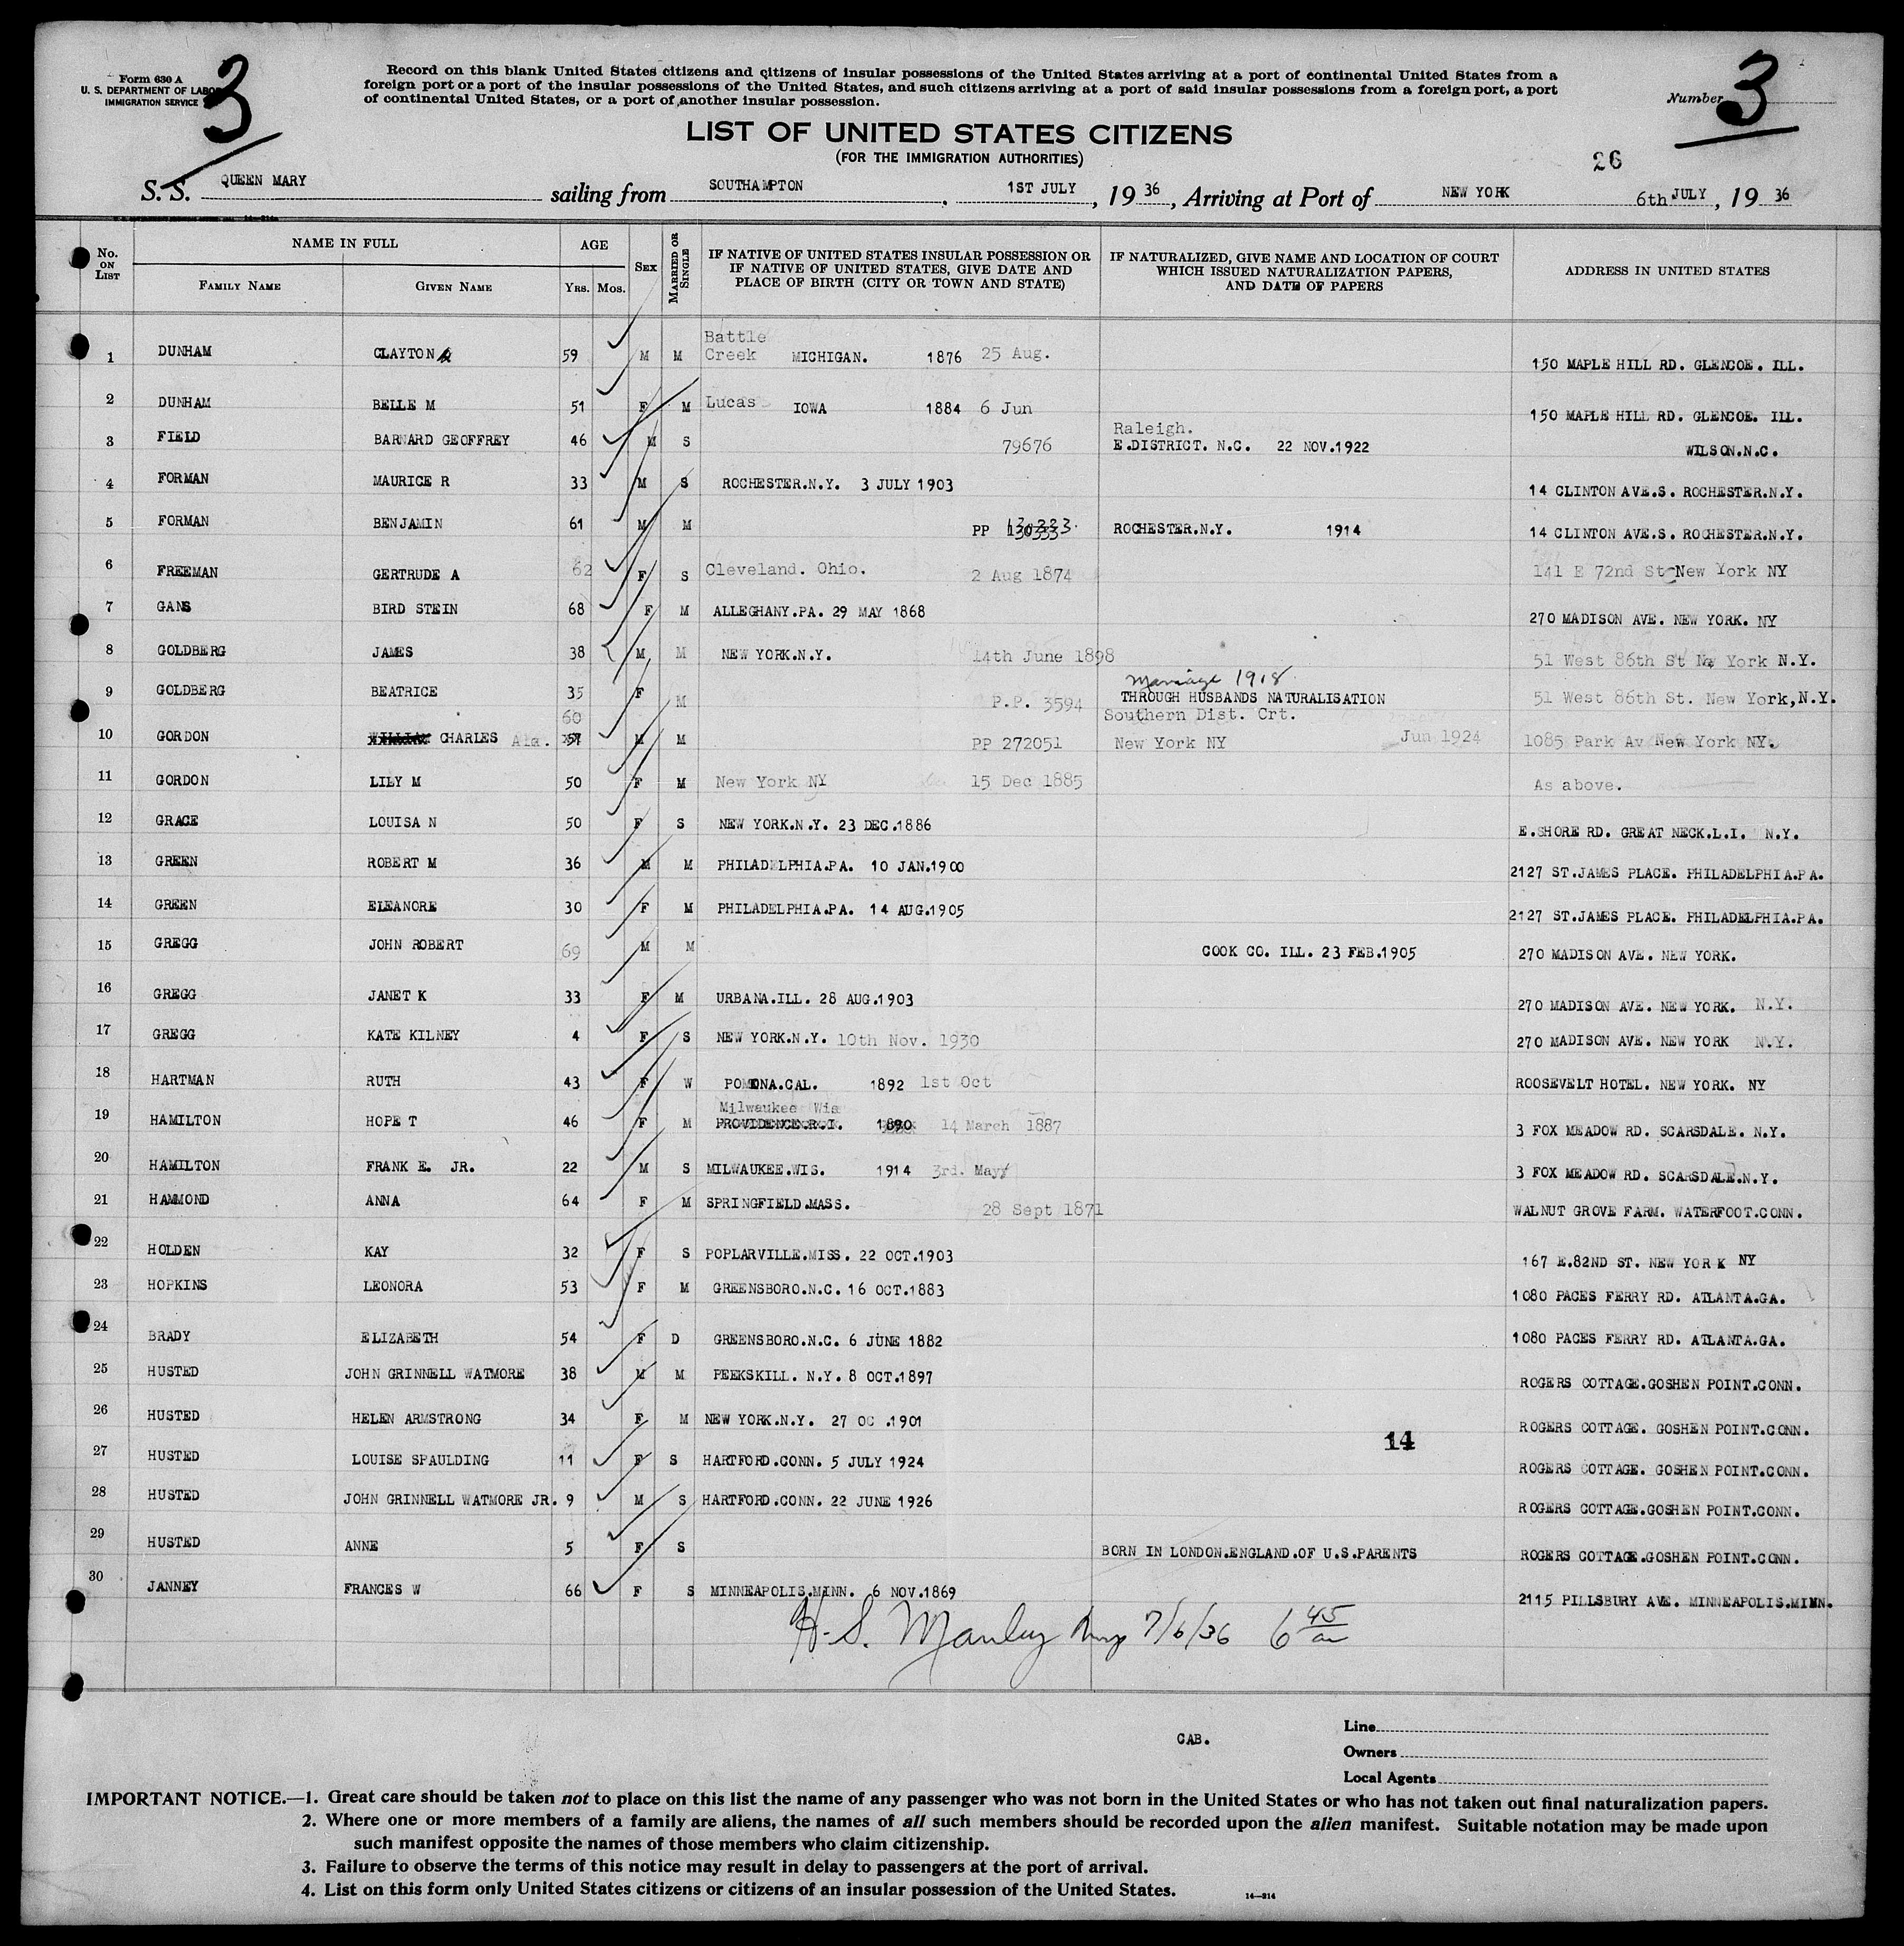 Form 630 A
U. S. DEPARTMENT OF LABOR
IMMIGRATION SERVICE
3
Record on this blank United States citizens and citizens of insular possessions of the United States arriving at a port of continental United States from a
foreign port or a port of the insular possessions of the United States, and such citizens arriving at a port of said insular possessions from a foreign port, a port
of continental United States, or a port of another insular possession.
Number 3
LIST OF UNITED STATES CITIZENS
(FOR THE IMMIGRATION AUTHORITIES)
26
S. S. QUEEN MARY sailing from SOUTHAMPTON . 1ST JULY , 19 36 , Arriving at Port of NEW YORK 6th JULY , 19 36
No. ON LIST
NAME IN FULL
FAMILY NAME
GIVEN NAME
AGE
YRS. MOS.
SEX
MARRIED OR SINGLE
IF NATIVE OF UNITED STATES INSULAR POSSESSION OR
IF NATIVE OF UNITED STATES, GIVE DATE AND
PLACE OF BIRTH (CITY OR TOWN AND STATE)
IF NATURALIZED, GIVE NAME AND LOCATION OF COURT
WHICH ISSUED NATURALIZATION PAPERS,
AND DATE OF PAPERS
ADDRESS IN UNITED STATES
1 DUNHAM CLAYTON 59 M M Battle Creek MICHIGAN. 1876 25 Aug. 150 MAPLE HILL RD. GLENCOE. ILL.
2 DUNHAM BELLE M 51 F M Lucas IOWA 1884 6 Jun 150 MAPLE HILL RD. GLENCOE. ILL.
3 FIELD BARNARD GEOFFREY 46 M S 79676 Raleigh. E.DISTRICT. N.C. 22 NOV.1922 WILSON.N.C.
4 FORMAN MAURICE R 33 M S ROCHESTER.N.Y. 3 JULY 1903 14 CLINTON AVE.S. ROCHESTER.N.Y.
5 FORMAN BENJAMIN 61 M M PP ROCHESTER.N.Y. 1914 14 CLINTON AVE.S. ROCHESTER.N.Y.
6 FREEMAN GERTRUDE A 62 F S Cleveland. Ohio. 2 Aug 1874 141 E 72nd St New York NY
7 GANS BIRD STEIN 68 F M ALLEGHANY.PA. 29 MAY 1868 270 MADISON AVE. NEW YORK. NY
8 GOLDBERG JAMES 38 M M NEW YORK.N.Y. 14th June 1898 51 West 86th St New York N.Y.
9 GOLDBERG BEATRICE 35 F M P.P. 3594 Marriage 1918 THROUGH HUSBANDS NATURALISATION 51 West 86th St. New York, N.Y.
10 GORDON WILLIAM CHARLES Ala. 60 57 M M PP 272051 Southern Dist. Crt. New York NY Jun 1924 1085 Park Av New York NY.
11 GORDON LILY M 50 F M New York NY 15 Dec 1885 As above.
12 GRACE LOUISA N 50 F S NEW YORK.N.Y. 23 DEC.1886 E.SHORE RD. GREAT NECK.L.I. N.Y.
13 GREEN ROBERT M 36 M M PHILADELPHIA.PA. 10 JAN.1900 2127 ST.JAMES PLACE. PHILADELPHIA.PA.
14 GREEN ELEANORE 30 F M PHILADELPHIA.PA. 14 AUG.1905 2127 ST.JAMES PLACE. PHILADELPHIA.PA.
15 GREGG JOHN ROBERT 69 M M COOK CO. ILL. 23 FEB.1905 270 MADISON AVE. NEW YORK.
16 GREGG JANET K 33 F M URBANA.ILL. 28 AUG.1903 270 MADISON AVE. NEW YORK. N.Y.
17 GREGG KATE KILNEY 4 F S NEW YORK.N.Y. 10th Nov. 1930 270 MADISON AVE. NEW YORK N.Y.
18 HARTMAN RUTH 43 F W POMONA.CAL. 1892 1st Oct ROOSEVELT HOTEL. NEW YORK. NY
19 HAMILTON HOPE T 46 F M Milwaukee Wis PROVIDENCE.R.I. 1890 14 March 1887 3 FOX MEADOW RD. SCARSDALE. N.Y.
20 HAMILTON FRANK E. JR. 22 M S MILWAUKEE.WIS. 1914 3rd. May 3 FOX MEADOW RD. SCARSDALE.N.Y.
21 HAMMOND ANNA 64 F M SPRINGFIELD.MASS. 28 Sept 1871 WALNUT GROVE FARM. WATERFOOT.CONN.
22 HOLDEN KAY 32 F S POPLARVILLE.MISS. 22 OCT.1903 167 E.82ND ST. NEW YORK NY
23 HOPKINS LEONORA 53 F M GREENSBORO.N.C. 16 OCT.1883 1080 PACES FERRY RD. ATLANTA.GA.
24 BRADY ELIZABETH 54 F D GREENSBORO.N.C. 6 JUNE 1882 1080 PACES FERRY RD. ATLANTA.GA.
25 HUSTED JOHN GRINNELL WATMORE 38 M M PEEKSKILL. N.Y. 8 OCT.1897 ROGERS COTTAGE.GOSHEN POINT.CONN.
26 HUSTED HELEN ARMSTRONG 34 F M NEW YORK.N.Y. 27 OC .1901 ROGERS COTTAGE. GOSHEN POINT.CONN.
14
27 HUSTED LOUISE SPAULDING 11 F S HARTFORD.CONN. 5 JULY 1924 ROGERS COTTAGE. GOSHEN POINT.CONN.
28 HUSTED JOHN GRINNELL WATMORE JR. 9 M S HARTFORD.CONN. 22 JUNE 1926 ROGERS COTTAGE.GOSHEN POINT.CONN.
29 HUSTED ANNE 5 F S BORN IN LONDON.ENGLAND.OF U.S.PARENTS ROGERS COTTAGE.GOSHEN POINT.CONN.
30 JANNEY FRANCES W 66 F S MINNEAPOLIS.MINN. 6 NOV.1869 2115 PILLSBURY AVE. MINNEAPOLIS.MINN.
H. S. Manley 7/6/36 6 45
CAB.
Line
Owners
Local Agents
IMPORTANT NOTICE.—1. Great care should be taken not to place on this list the name of any passenger who was not born in the United States or who has not taken out final naturalization papers.
2. Where one or more members of a family are aliens, the names of all such members should be recorded upon the alien manifest. Suitable notation may be made upon
such manifest opposite the names of those members who claim citizenship.
3. Failure to observe the terms of this notice may result in delay to passengers at the port of arrival.
4. List on this form only United States citizens or citizens of an insular possession of the United States.
14—214